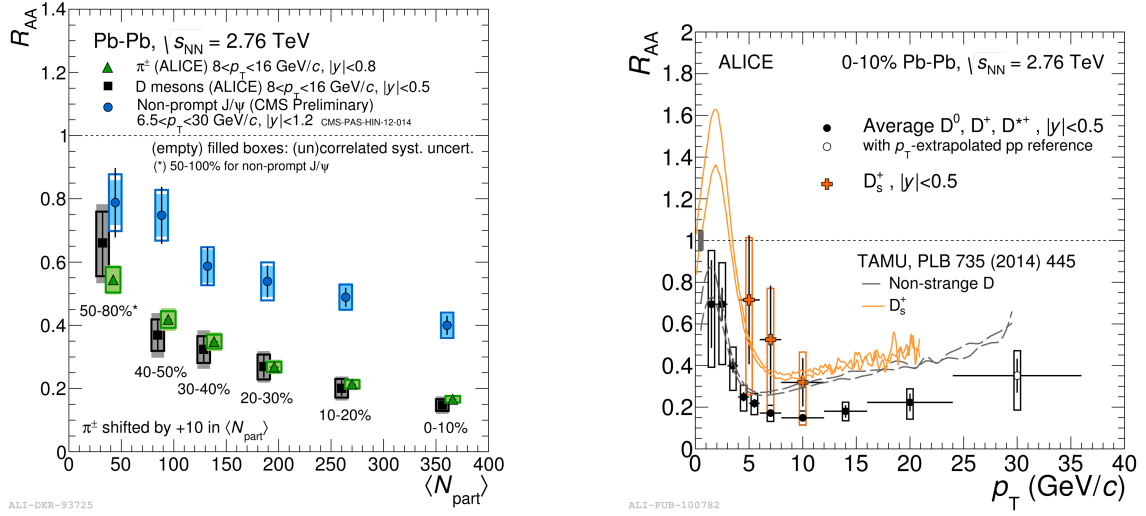 R_AA
1.4
1.2
1
0.8
0.6
0.4
0.2
0
Pb-Pb, √s_NN = 2.76 TeV
π± (ALICE) 8<p_T<16 GeV/c, |y|<0.8
D mesons (ALICE) 8<p_T<16 GeV/c, |y|<0.5
Non-prompt J/ψ (CMS Preliminary)
6.5<p_T<30 GeV/c, |y|<1.2 CMS-PAS-HIN-12-014
(empty) filled boxes: (un)correlated syst. uncert.
(*) 50-100% for non-prompt J/ψ
50-80%*
40-50%
30-40%
20-30%
10-20%
0-10%
π± shifted by +10 in ⟨N_part⟩
0 50 100 150 200 250 300 350 400
⟨N_part⟩
ALI-DER-93725
R_AA
2
1.8
1.6
1.4
1.2
1
0.8
0.6
0.4
0.2
0
ALICE 0-10% Pb-Pb, √s_NN = 2.76 TeV
Average D⁰, D⁺, D*⁺, |y|<0.5
with p_T-extrapolated pp reference
D_s⁺, |y|<0.5
TAMU, PLB 735 (2014) 445
Non-strange D
D_s⁺
0 5 10 15 20 25 30 35 40
p_T (GeV/c)
ALI-PUB-100782